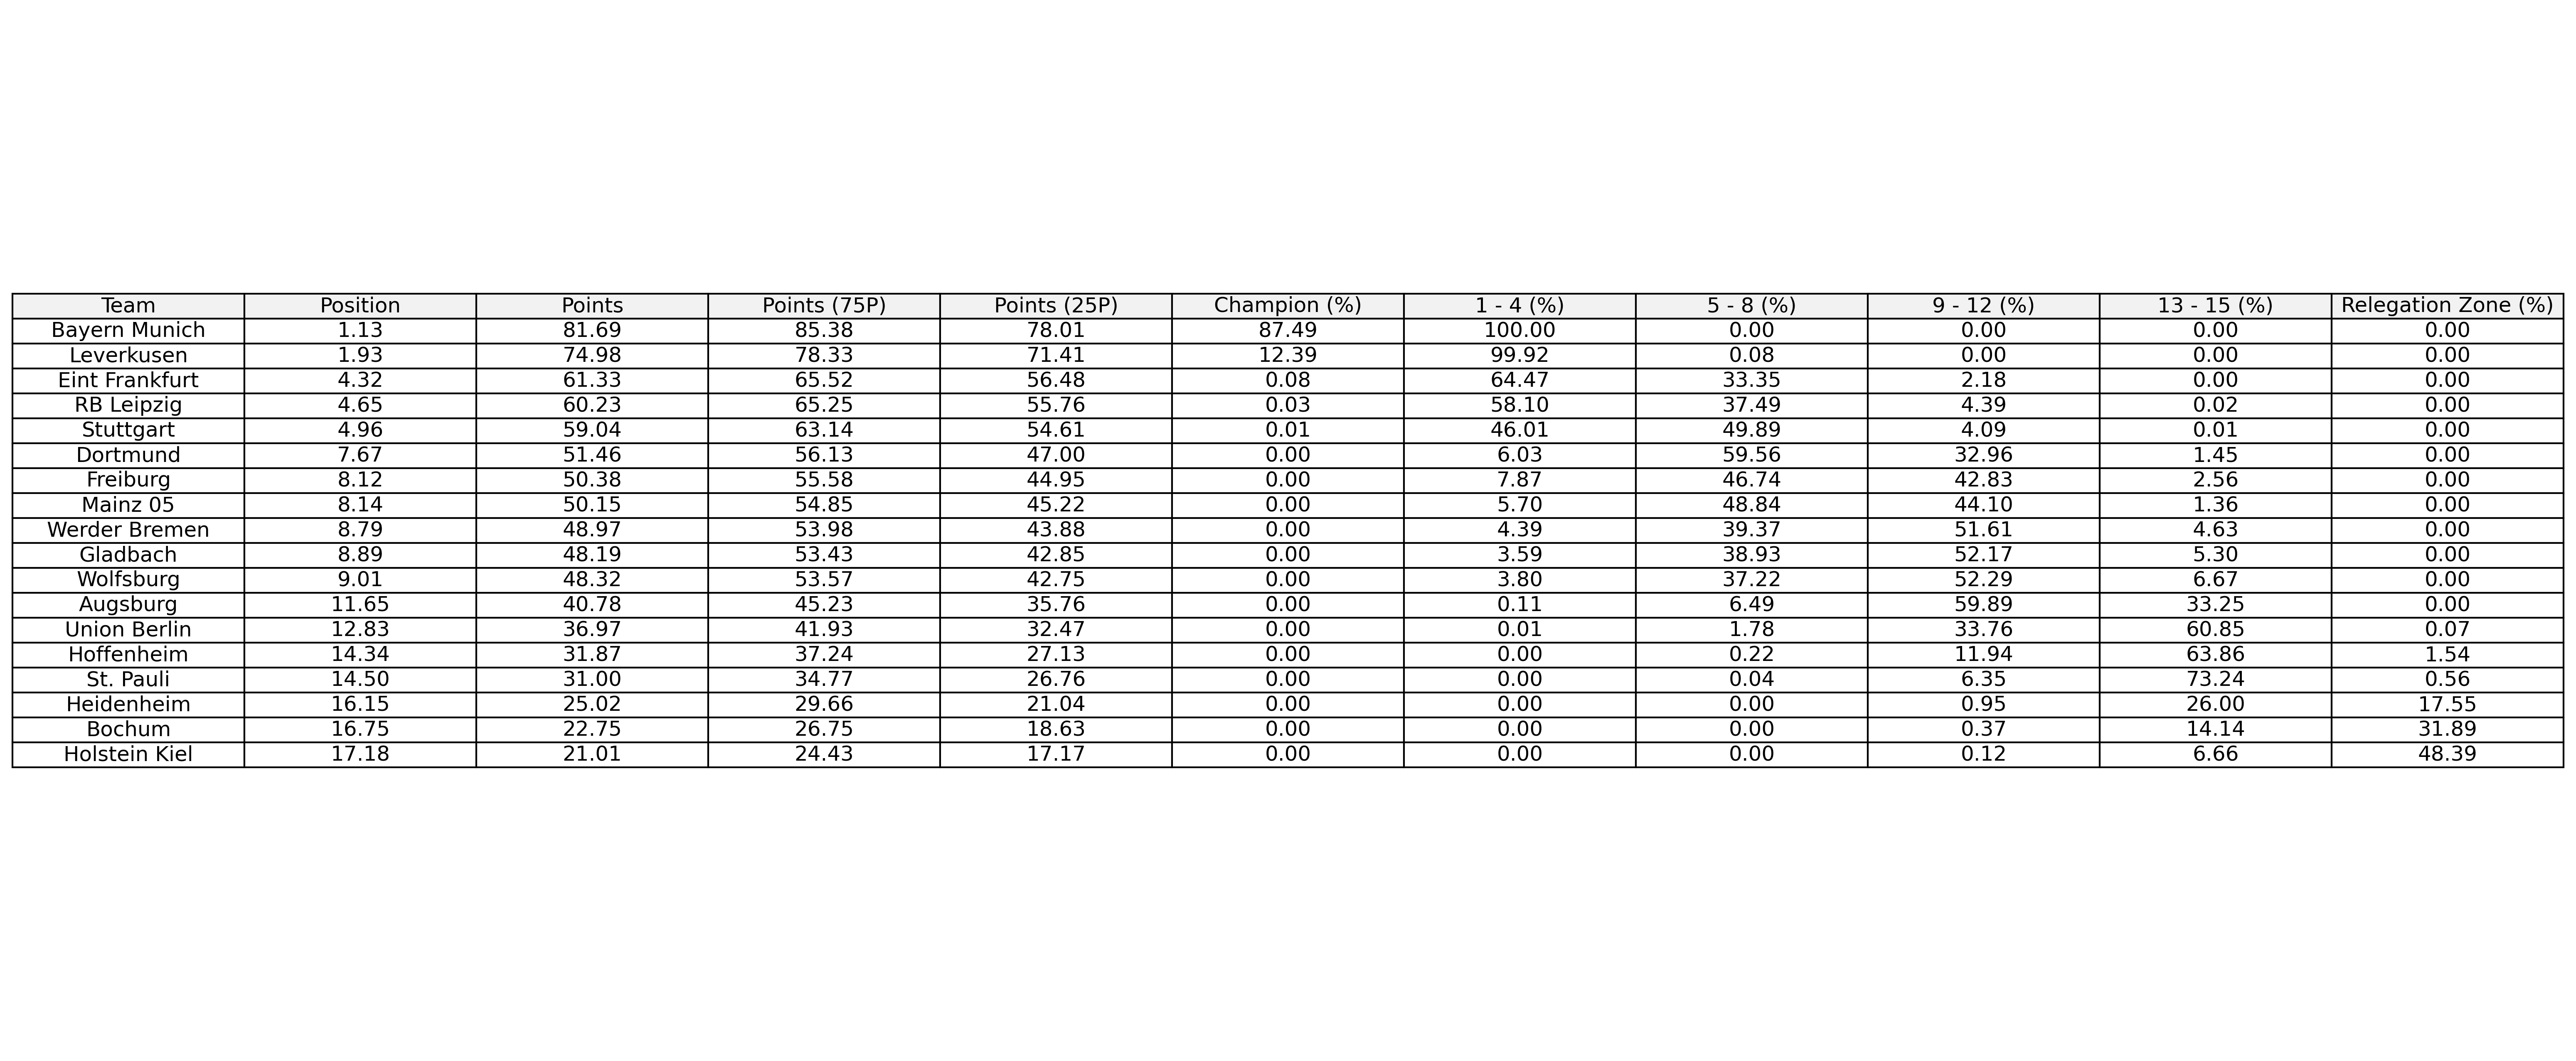 Team Position Points Points (75P) Points (25P) Champion (%) 1 - 4 (%) 5 - 8 (%) 9 - 12 (%) 13 - 15 (%) Relegation Zone (%)
Bayern Munich 1.13 81.69 85.38 78.01 87.49 100.00 0.00 0.00 0.00 0.00
Leverkusen 1.93 74.98 78.33 71.41 12.39 99.92 0.08 0.00 0.00 0.00
Eint Frankfurt 4.32 61.33 65.52 56.48 0.08 64.47 33.35 2.18 0.00 0.00
RB Leipzig 4.65 60.23 65.25 55.76 0.03 58.10 37.49 4.39 0.02 0.00
Stuttgart 4.96 59.04 63.14 54.61 0.01 46.01 49.89 4.09 0.01 0.00
Dortmund 7.67 51.46 56.13 47.00 0.00 6.03 59.56 32.96 1.45 0.00
Freiburg 8.12 50.38 55.58 44.95 0.00 7.87 46.74 42.83 2.56 0.00
Mainz 05 8.14 50.15 54.85 45.22 0.00 5.70 48.84 44.10 1.36 0.00
Werder Bremen 8.79 48.97 53.98 43.88 0.00 4.39 39.37 51.61 4.63 0.00
Gladbach 8.89 48.19 53.43 42.85 0.00 3.59 38.93 52.17 5.30 0.00
Wolfsburg 9.01 48.32 53.57 42.75 0.00 3.80 37.22 52.29 6.67 0.00
Augsburg 11.65 40.78 45.23 35.76 0.00 0.11 6.49 59.89 33.25 0.00
Union Berlin 12.83 36.97 41.93 32.47 0.00 0.01 1.78 33.76 60.85 0.07
Hoffenheim 14.34 31.87 37.24 27.13 0.00 0.00 0.22 11.94 63.86 1.54
St. Pauli 14.50 31.00 34.77 26.76 0.00 0.00 0.04 6.35 73.24 0.56
Heidenheim 16.15 25.02 29.66 21.04 0.00 0.00 0.00 0.95 26.00 17.55
Bochum 16.75 22.75 26.75 18.63 0.00 0.00 0.00 0.37 14.14 31.89
Holstein Kiel 17.18 21.01 24.43 17.17 0.00 0.00 0.00 0.12 6.66 48.39